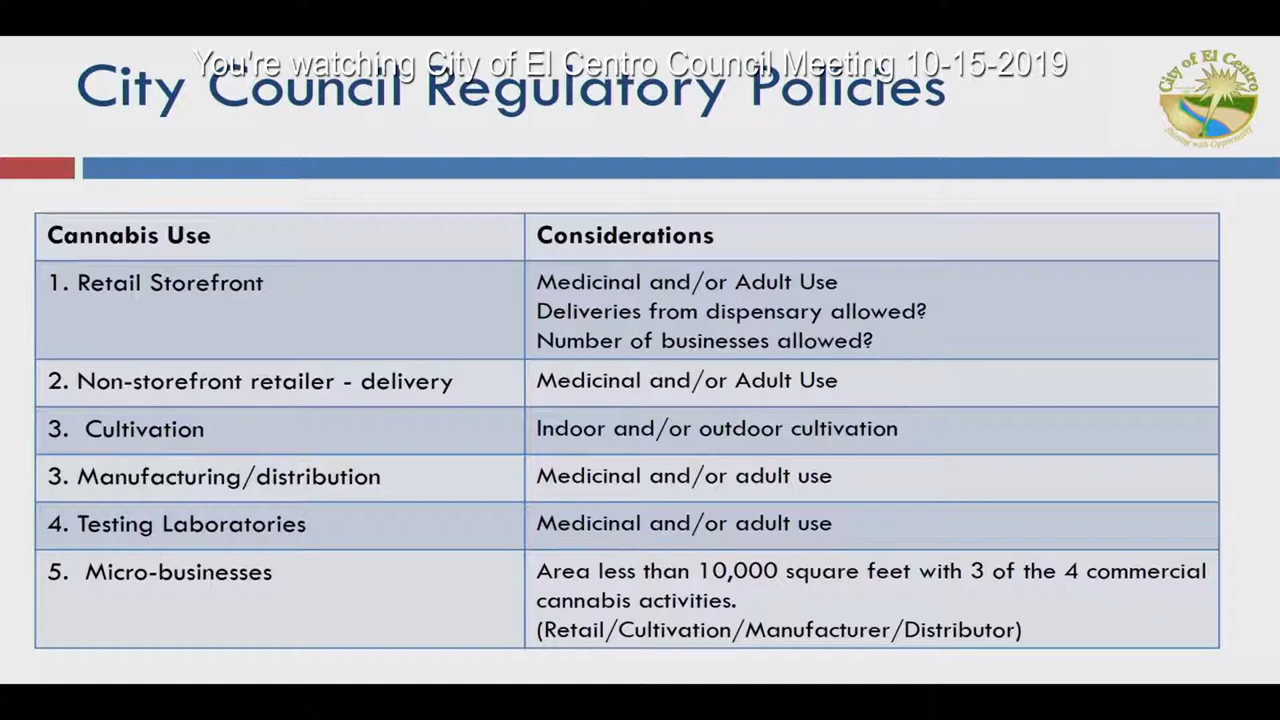 You're watching City of El Centro Council Meeting 10-15-2019
City Council Regulatory Policies
City of El Centro
Shining with Opportunity
Cannabis Use
Considerations
1. Retail Storefront
Medicinal and/or Adult Use
Deliveries from dispensary allowed?
Number of businesses allowed?
2. Non-storefront retailer - delivery
Medicinal and/or Adult Use
3. Cultivation
Indoor and/or outdoor cultivation
3. Manufacturing/distribution
Medicinal and/or adult use
4. Testing Laboratories
Medicinal and/or adult use
5. Micro-businesses
Area less than 10,000 square feet with 3 of the 4 commercial
cannabis activities.
(Retail/Cultivation/Manufacturer/Distributor)